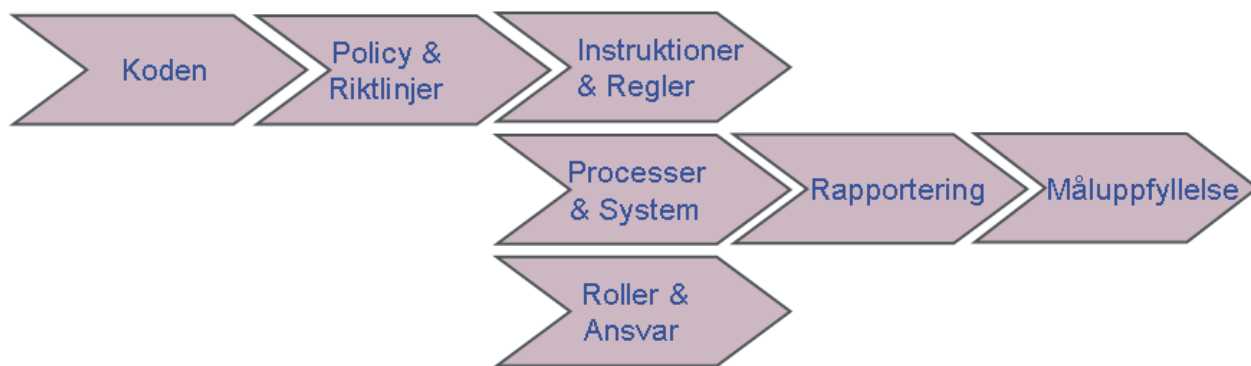 Koden
Policy &
Riktlinjer
Instruktioner
& Regler
Processer
& System
Rapportering
Måluppfyllelse
Roller &
Ansvar